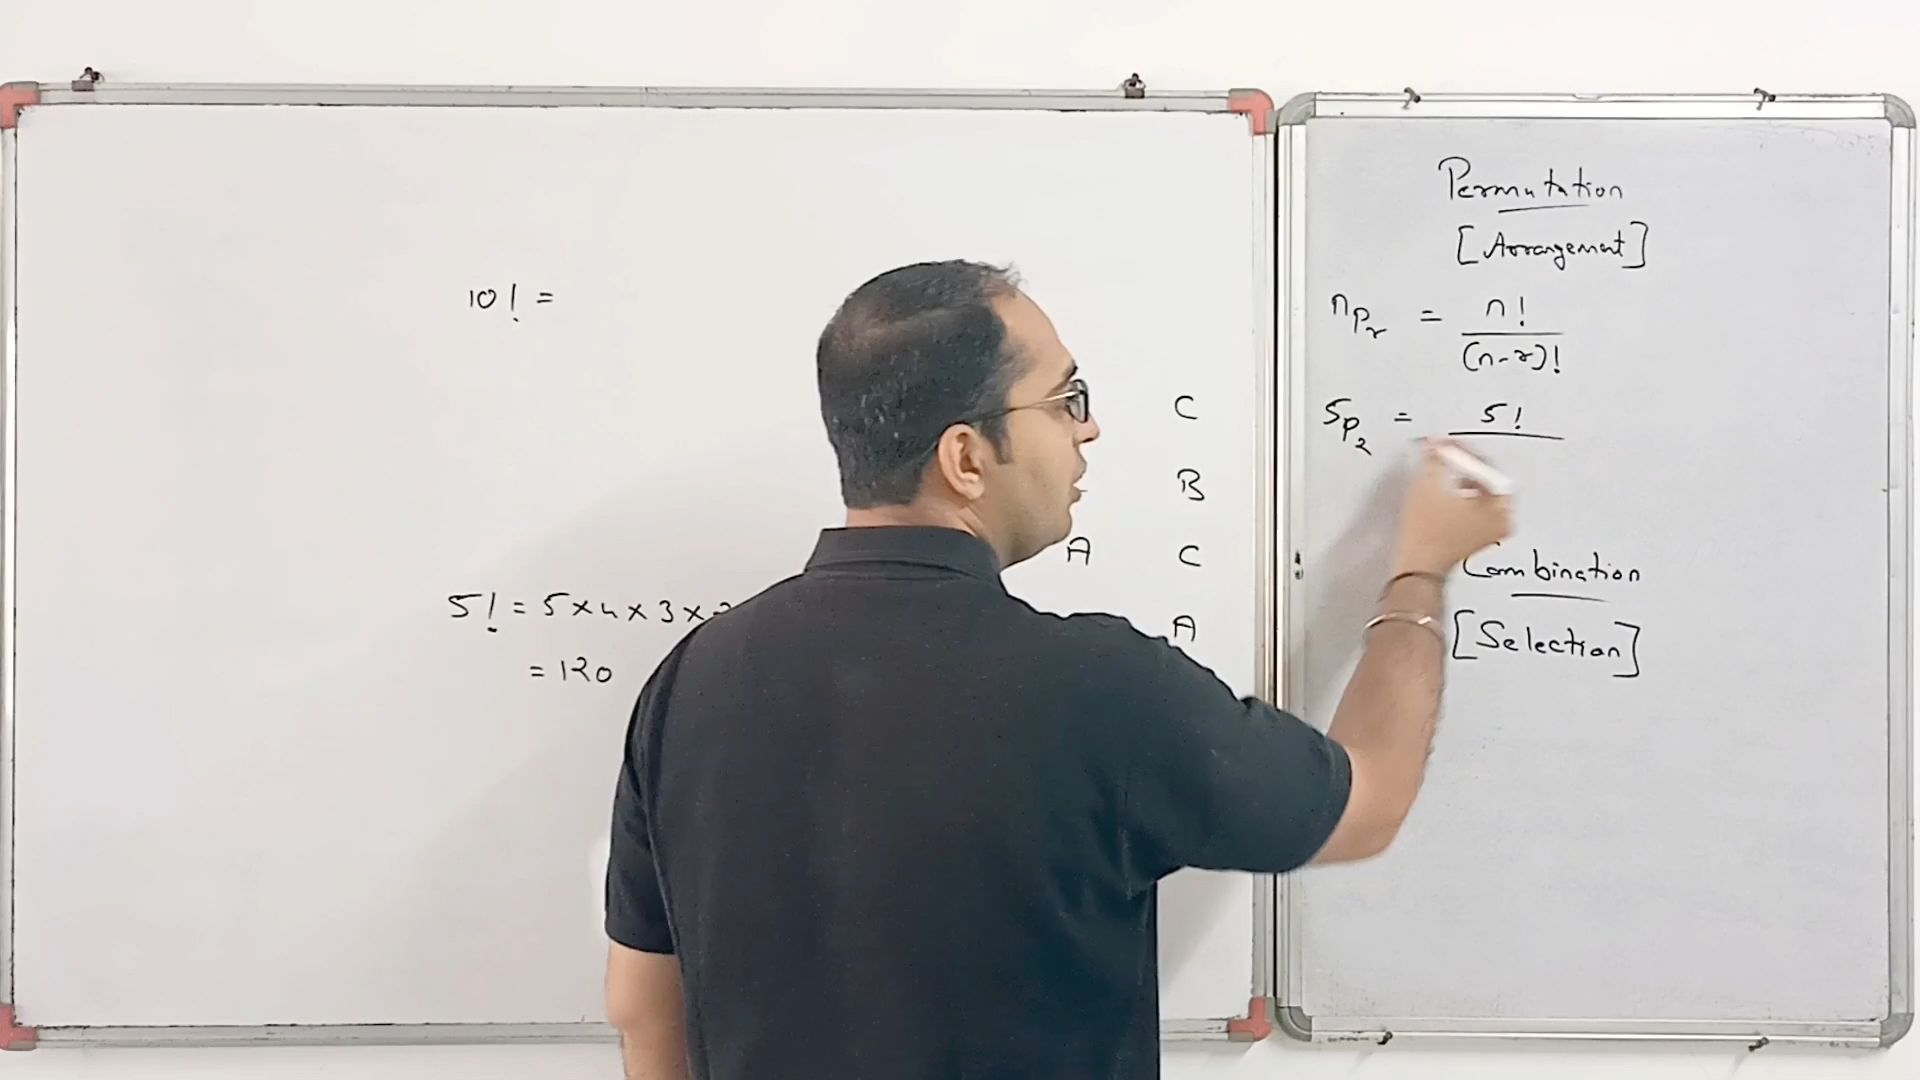 10! =
C
B
A C
A
5! = 5 x 4 x 3 x
= 120
Permutation
[Arrangement]
nPr = n!
(n-r)!
5P2 = 5!
Combination
[Selection]